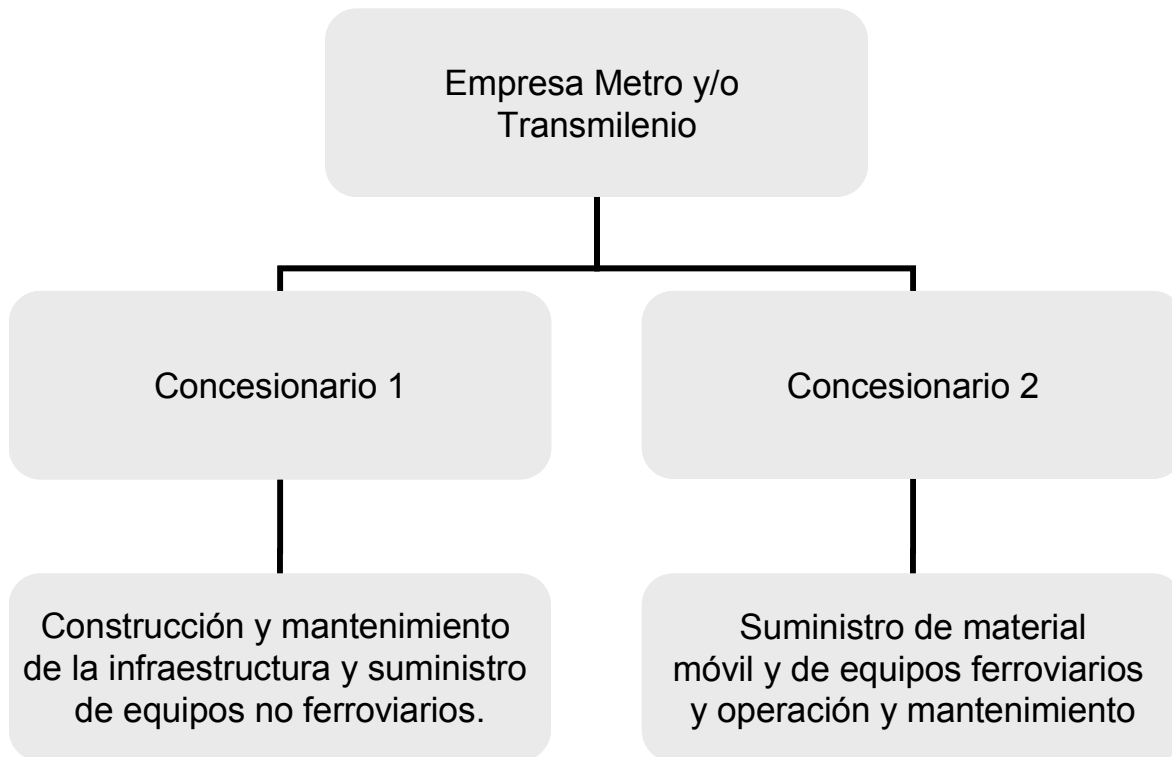 Empresa Metro y/o
Transmilenio
Concesionario 1
Concesionario 2
Construcción y mantenimiento
de la infraestructura y suministro
de equipos no ferroviarios.
Suministro de material
móvil y de equipos ferroviarios
y operación y mantenimiento